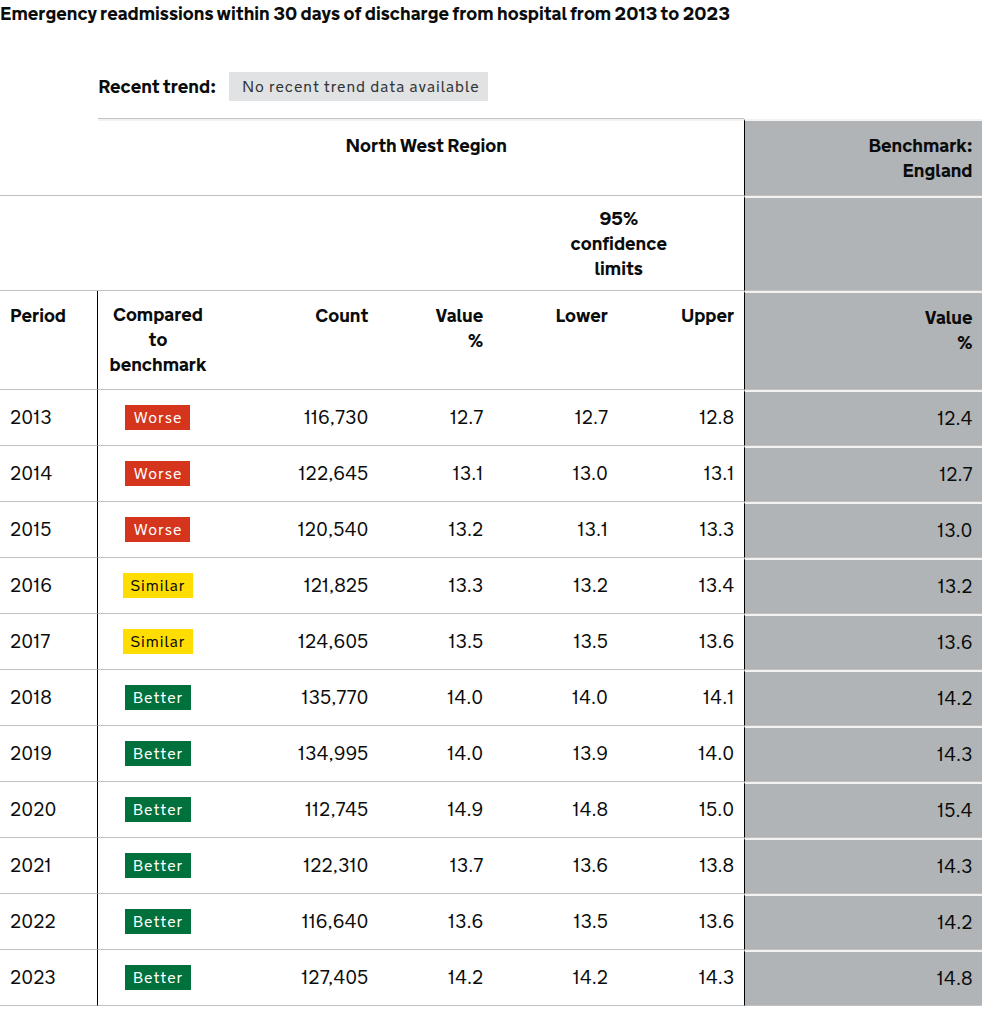 Emergency readmissions within 30 days of discharge from hospital from 2013 to 2023
Recent trend: No recent trend data available
North West Region Benchmark:
England
95%
confidence
limits
Period Compared to benchmark Count Value % Lower Upper Value %
2013 Worse 116,730 12.7 12.7 12.8 12.4
2014 Worse 122,645 13.1 13.0 13.1 12.7
2015 Worse 120,540 13.2 13.1 13.3 13.0
2016 Similar 121,825 13.3 13.2 13.4 13.2
2017 Similar 124,605 13.5 13.5 13.6 13.6
2018 Better 135,770 14.0 14.0 14.1 14.2
2019 Better 134,995 14.0 13.9 14.0 14.3
2020 Better 112,745 14.9 14.8 15.0 15.4
2021 Better 122,310 13.7 13.6 13.8 14.3
2022 Better 116,640 13.6 13.5 13.6 14.2
2023 Better 127,405 14.2 14.2 14.3 14.8